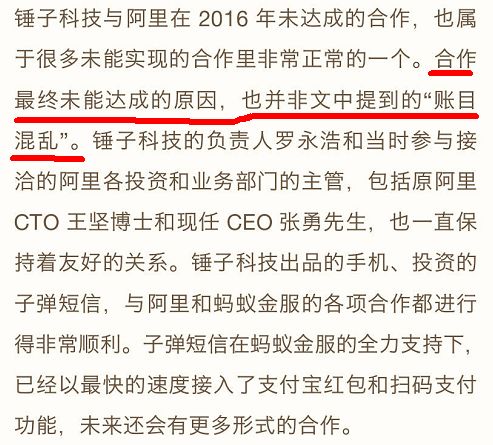 锤子科技与阿里在 2016 年未达成的合作，也属
于很多未能实现的合作里非常正常的一个。合作
最终未能达成的原因，也并非文中提到的“账目
混乱”。锤子科技的负责人罗永浩和当时参与接
洽的阿里各投资和业务部门的主管，包括原阿里
CTO 王坚博士和现任 CEO 张勇先生，也一直保
持着友好的关系。锤子科技出品的手机、投资的
子弹短信，与阿里和蚂蚁金服的各项合作都进行
得非常顺利。子弹短信在蚂蚁金服的全力支持下，
已经以最快的速度接入了支付宝红包和扫码支付
功能，未来还会有更多形式的合作。